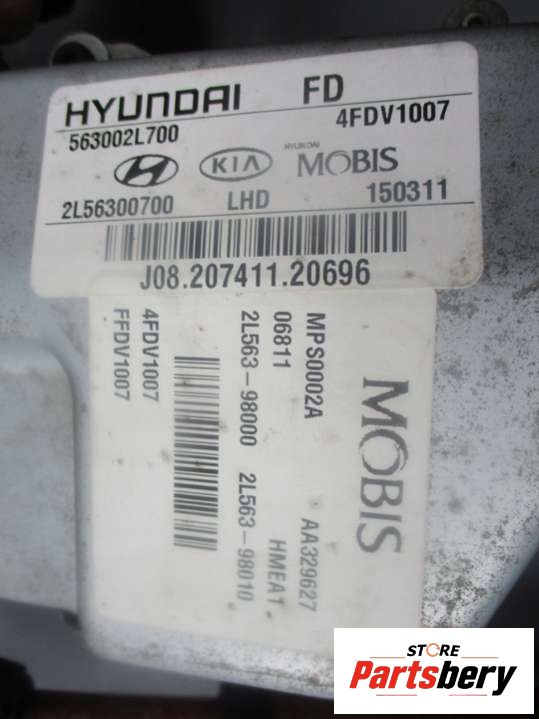 HYUNDAI FD
563002L700 4FDV1007
KIA HYUNDAI MOBIS
2L56300700 LHD 150311
J08.207411.20696
MOBIS
AA329627
MPS0002A HMEAT
06811
2L563-98000 2L563-98010
4FDV1007
FFDV1007
STORE
Partsbery